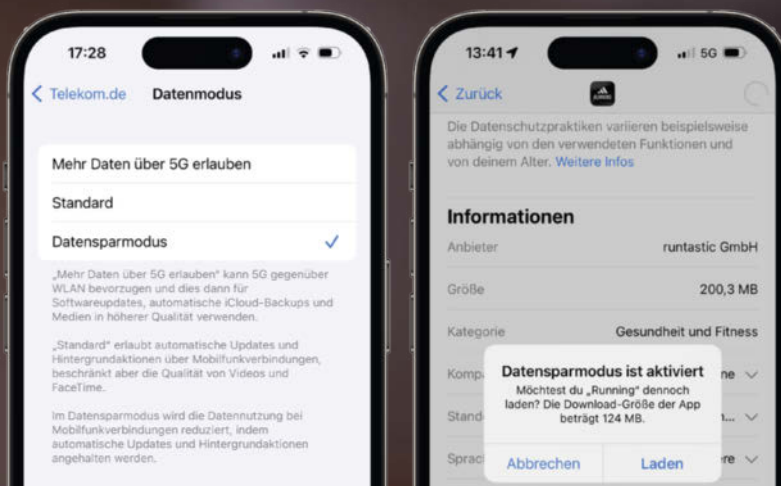 17:28
Telekom.de
Datenmodus
Mehr Daten über 5G erlauben
Standard
Datensparmodus
„Mehr Daten über 5G erlauben“ kann 5G gegenüber
WLAN bevorzugen und dies dann für
Softwareupdates, automatische iCloud-Backups und
Medien in höherer Qualität verwenden.
„Standard“ erlaubt automatische Updates und
Hintergrundaktionen über Mobilfunkverbindungen,
beschränkt aber die Qualität von Videos und
FaceTime.
Im Datensparmodus wird die Datennutzung bei
Mobilfunkverbindungen reduziert, indem
automatische Updates und Hintergrundaktionen
angehalten werden.
13:41
5G
Zurück
Die Datenschutzpraktiken variieren beispielsweise
abhängig von den verwendeten Funktionen und
von deinem Alter. Weitere Infos
Informationen
Anbieter
runtastic GmbH
Größe
200,3 MB
Kategorie
Gesundheit und Fitness
Komp
ne
Datensparmodus ist aktiviert
Möchtest du „Running“ dennoch
laden? Die Download-Größe der App
beträgt 124 MB.
Stand
n...
Sprac
re
Abbrechen
Laden